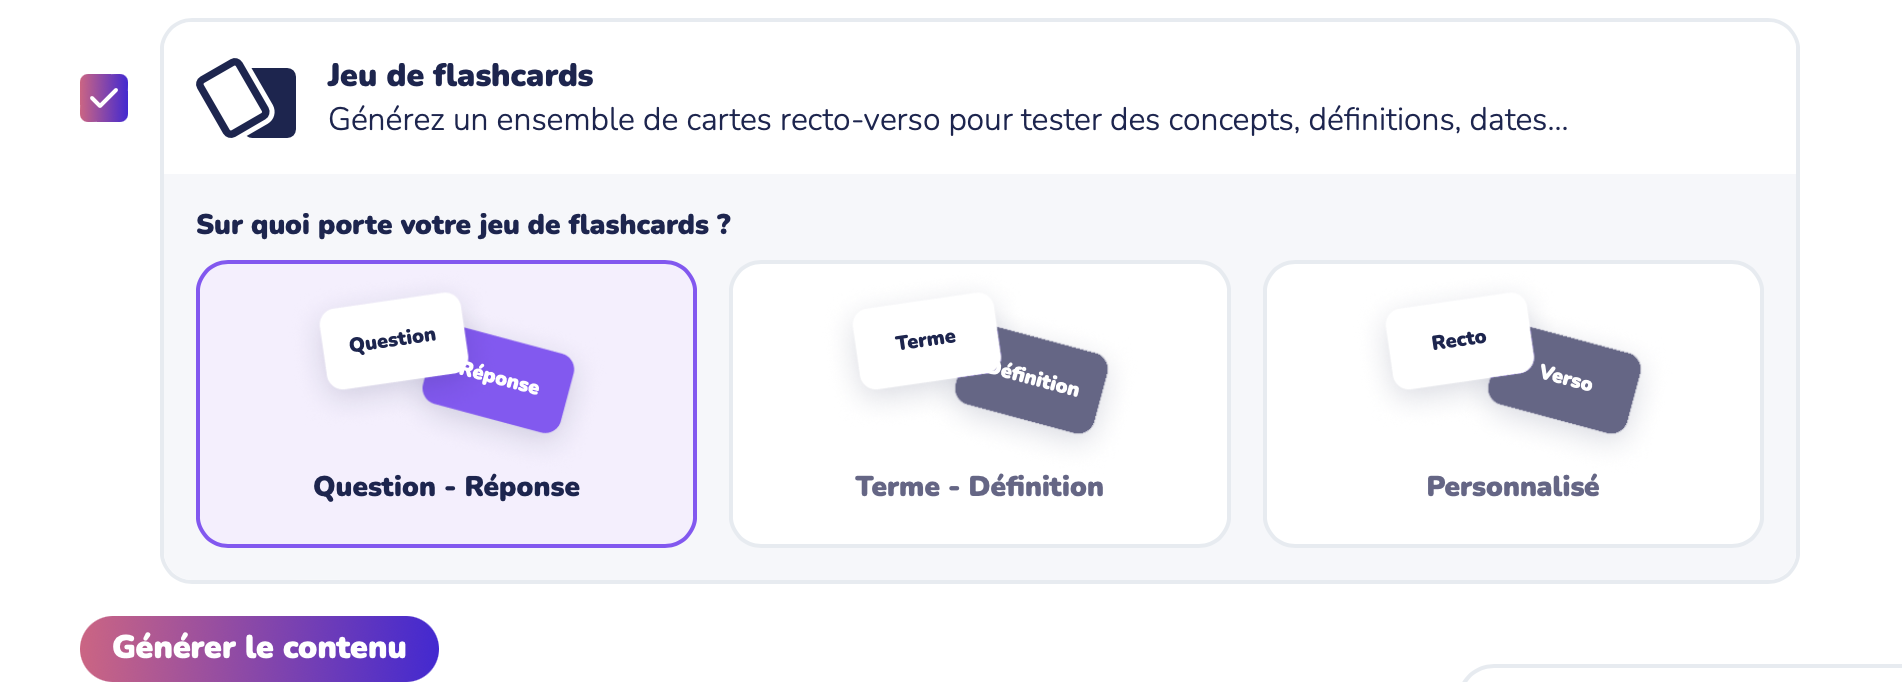 Jeu de flashcards
Générez un ensemble de cartes recto-verso pour tester des concepts, définitions, dates...
Sur quoi porte votre jeu de flashcards ?
Question
Réponse
Question - Réponse
Terme
Définition
Terme - Définition
Recto
Verso
Personnalisé
Générer le contenu